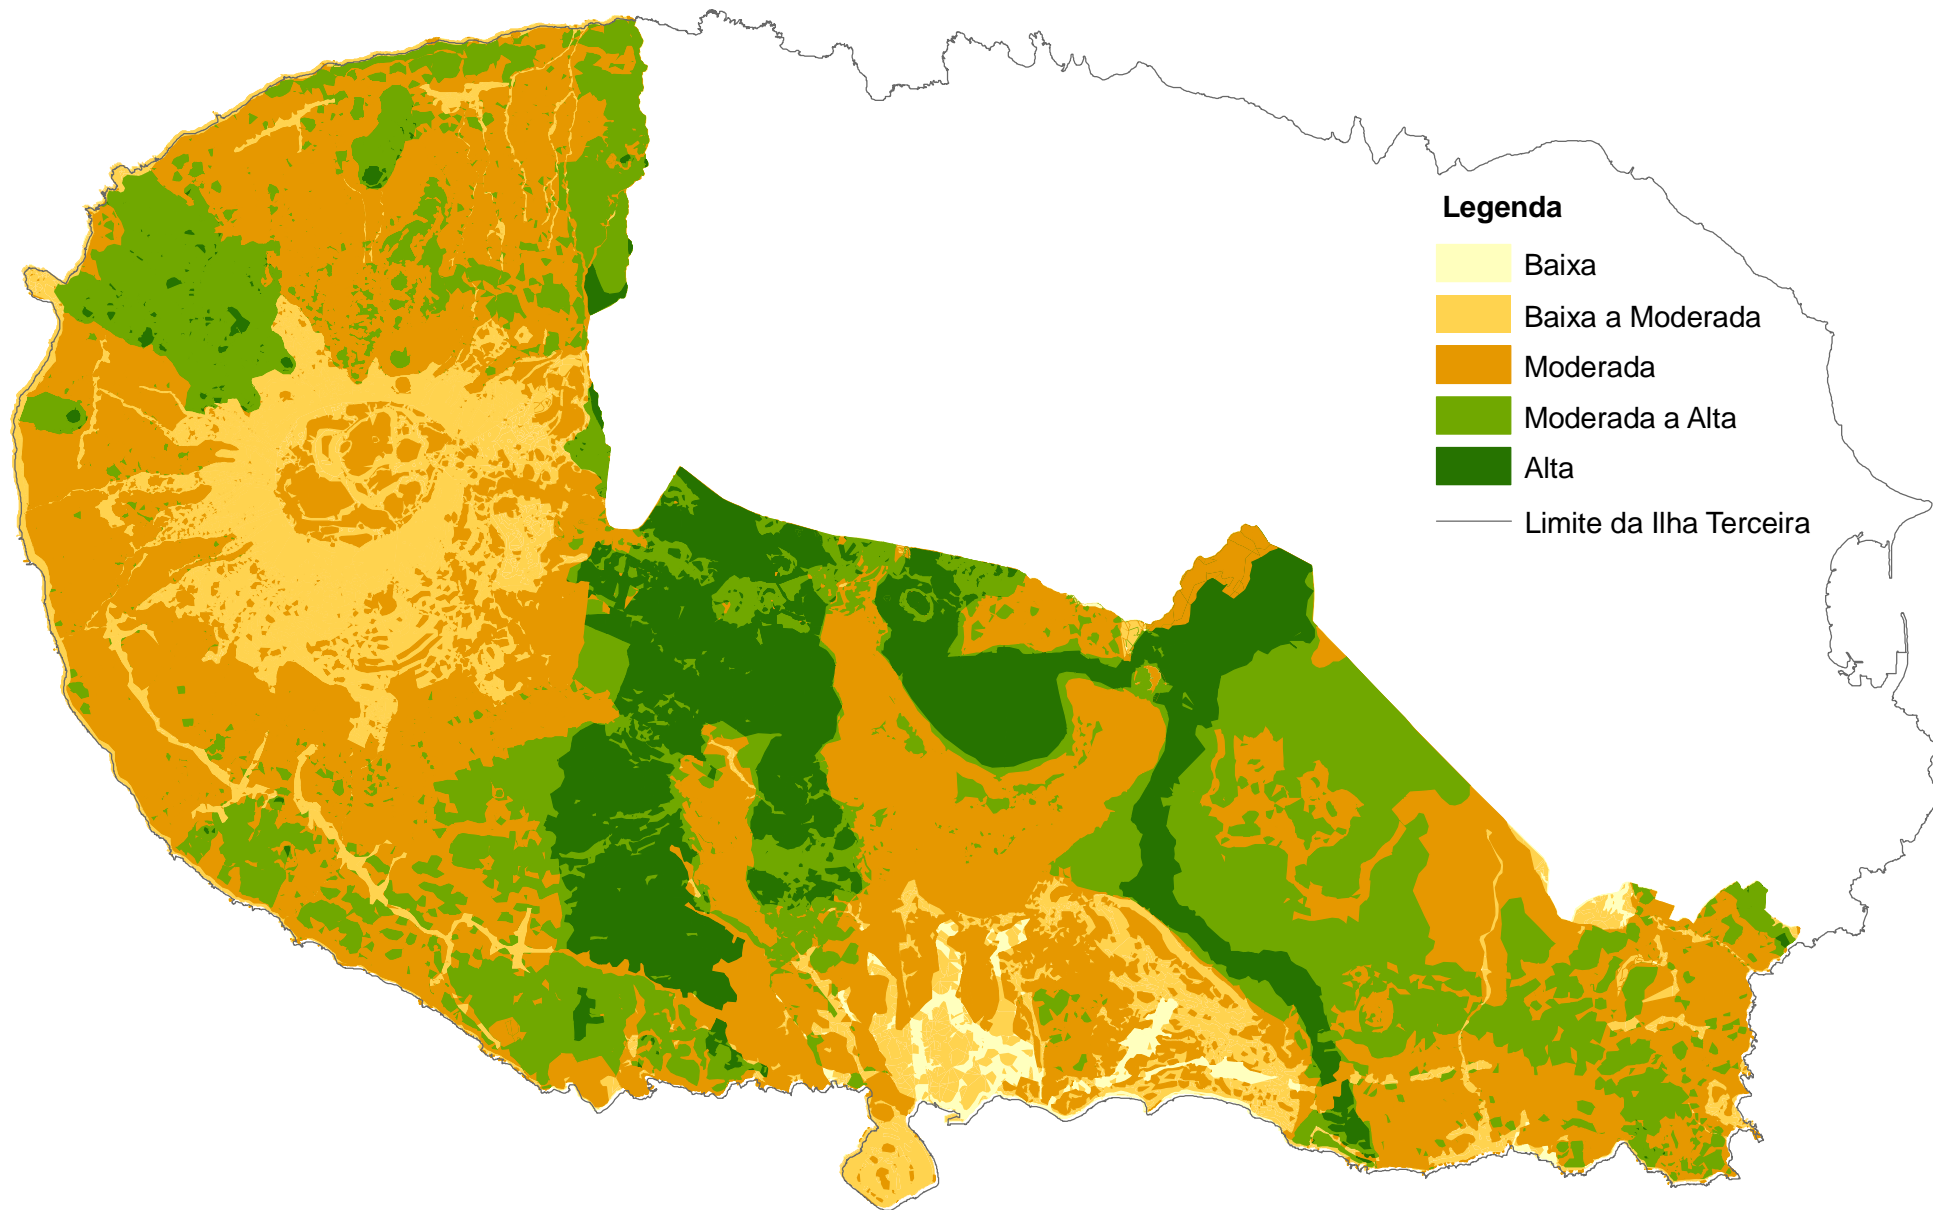 Legenda
Baixa
Baixa a Moderada
Moderada
Moderada a Alta
Alta
Limite da Ilha Terceira